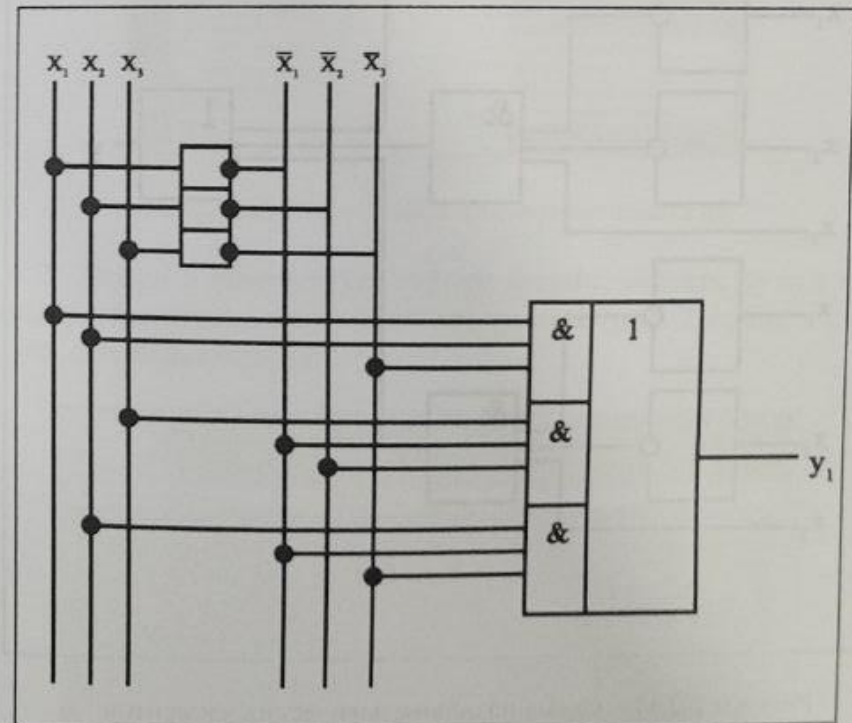 x₁ x₂ x₃ x̄₁ x̄₂ x̄₃
& 1
&
y₁
&